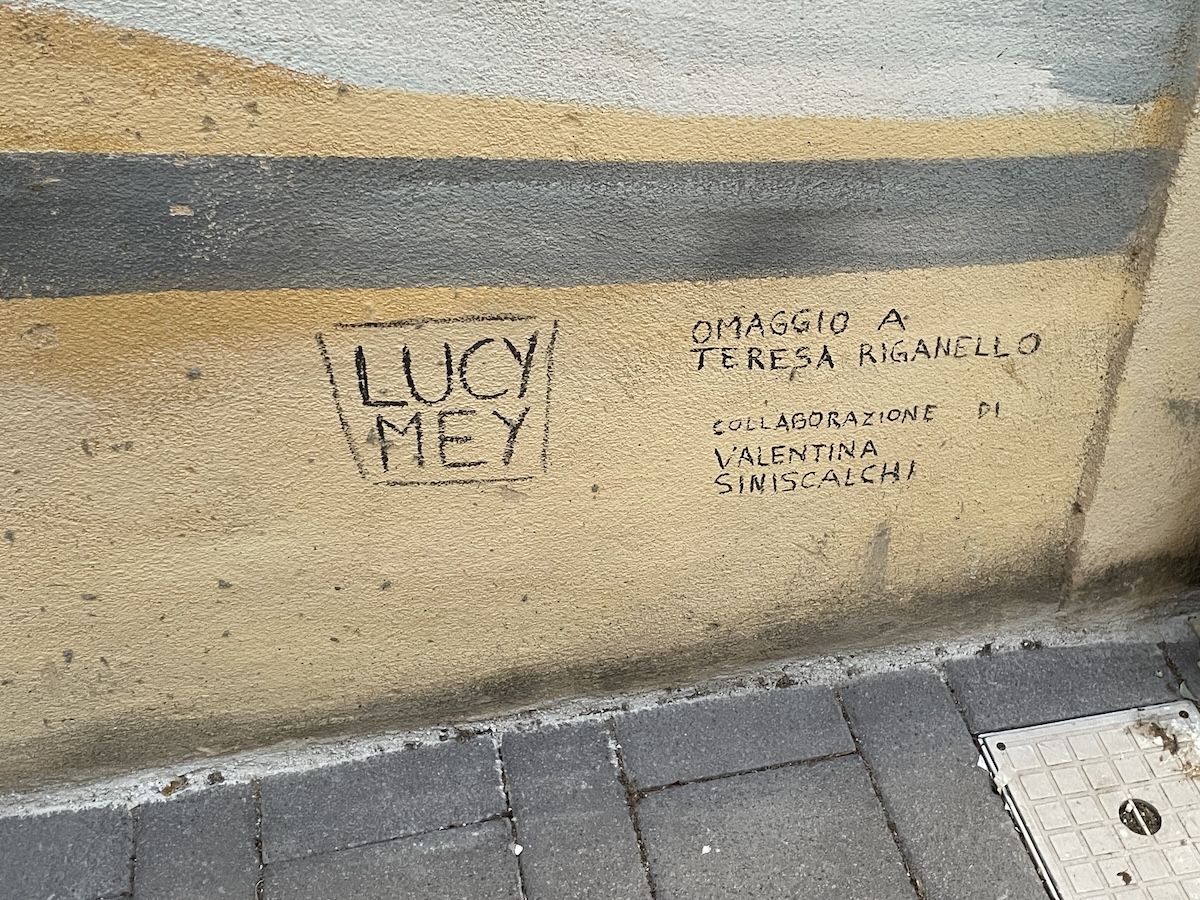 LUCY
MEY
OMAGGIO A
TERESA RIGANELLO
COLLABORAZIONE DI
VALENTINA
SINISCALCHI